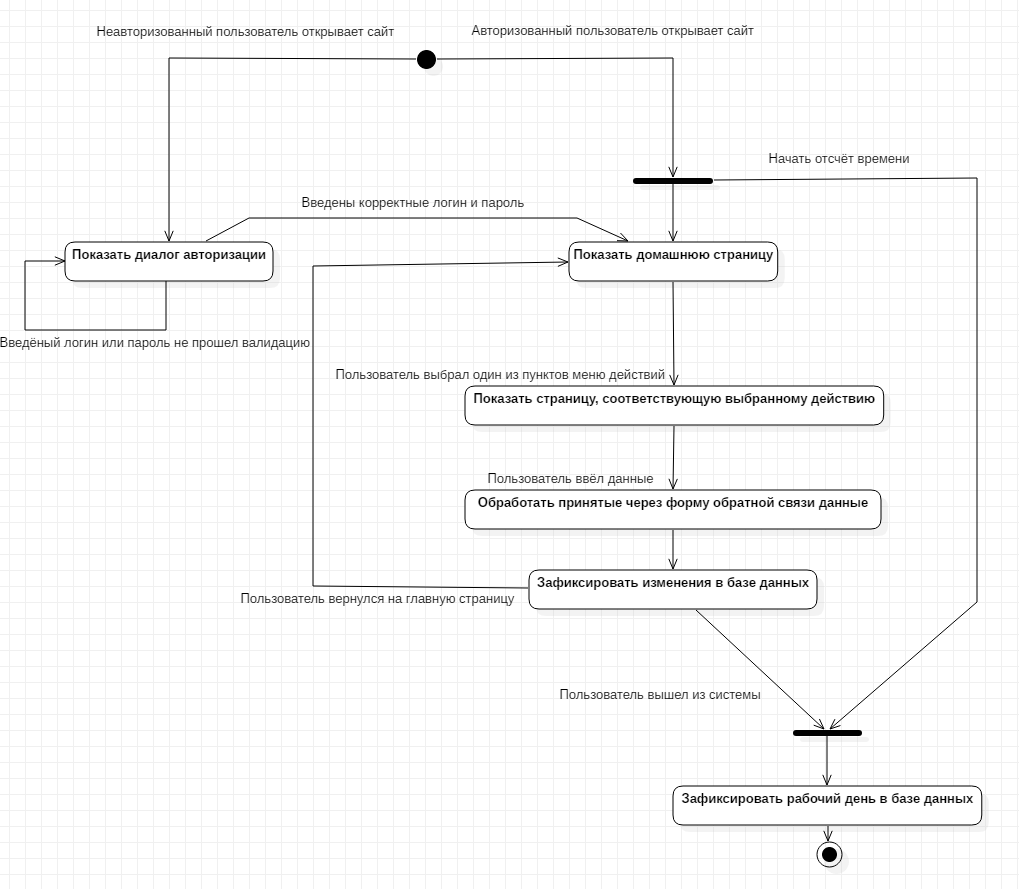 Неавторизованный пользователь открывает сайт
Авторизованный пользователь открывает сайт
Начать отсчёт времени
Введены корректные логин и пароль
Показать диалог авторизации
Показать домашнюю страницу
Введёный логин или пароль не прошел валидацию
Пользователь выбрал один из пунктов меню действий
Показать страницу, соответствующую выбранному действию
Пользователь ввёл данные
Обработать принятые через форму обратной связи данные
Зафиксировать изменения в базе данных
Пользователь вернулся на главную страницу
Пользователь вышел из системы
Зафиксировать рабочий день в базе данных